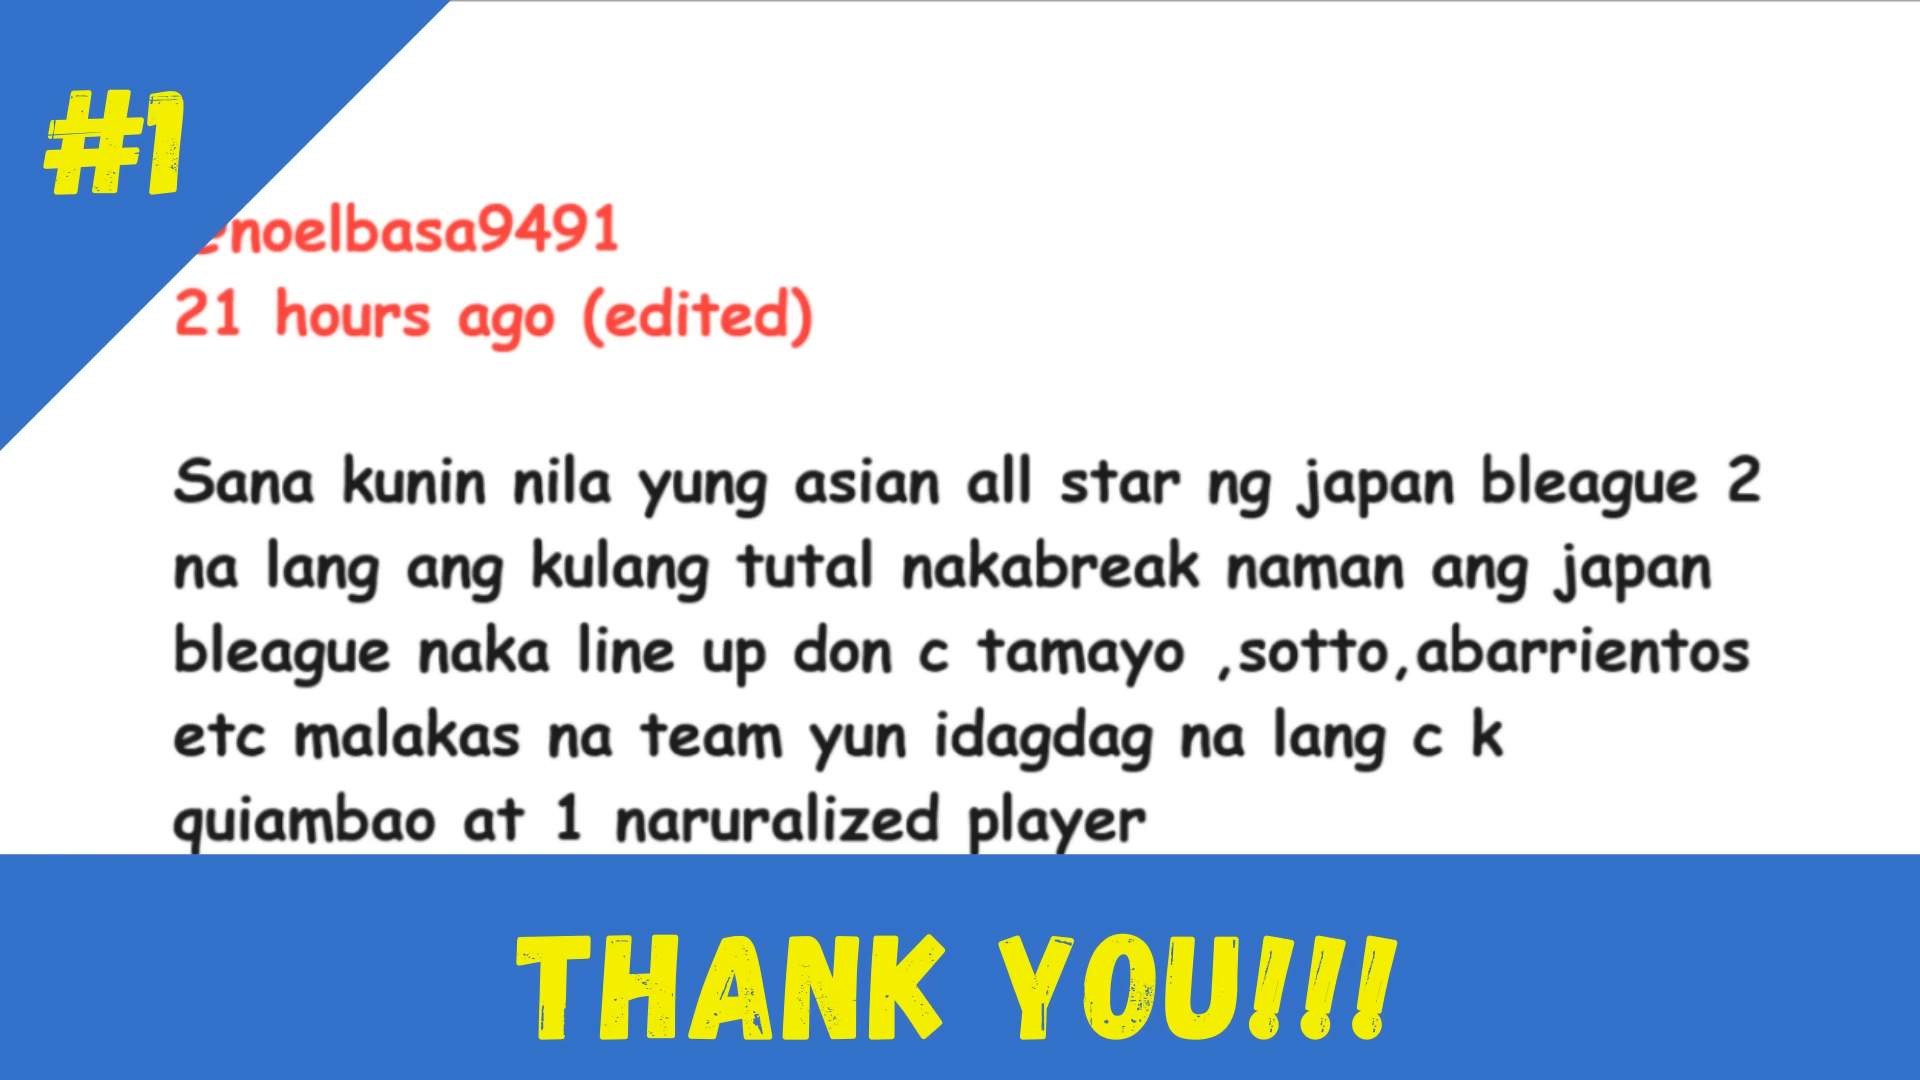 #1
@noelbasa9491
21 hours ago (edited)
Sana kunin nila yung asian all star ng japan bleague 2
na lang ang kulang tutal nakabreak naman ang japan
bleague naka line up don c tamayo ,sotto,abarrientos
etc malakas na team yun idagdag na lang c k
quiambao at 1 naruralized player
THANK YOU!!!